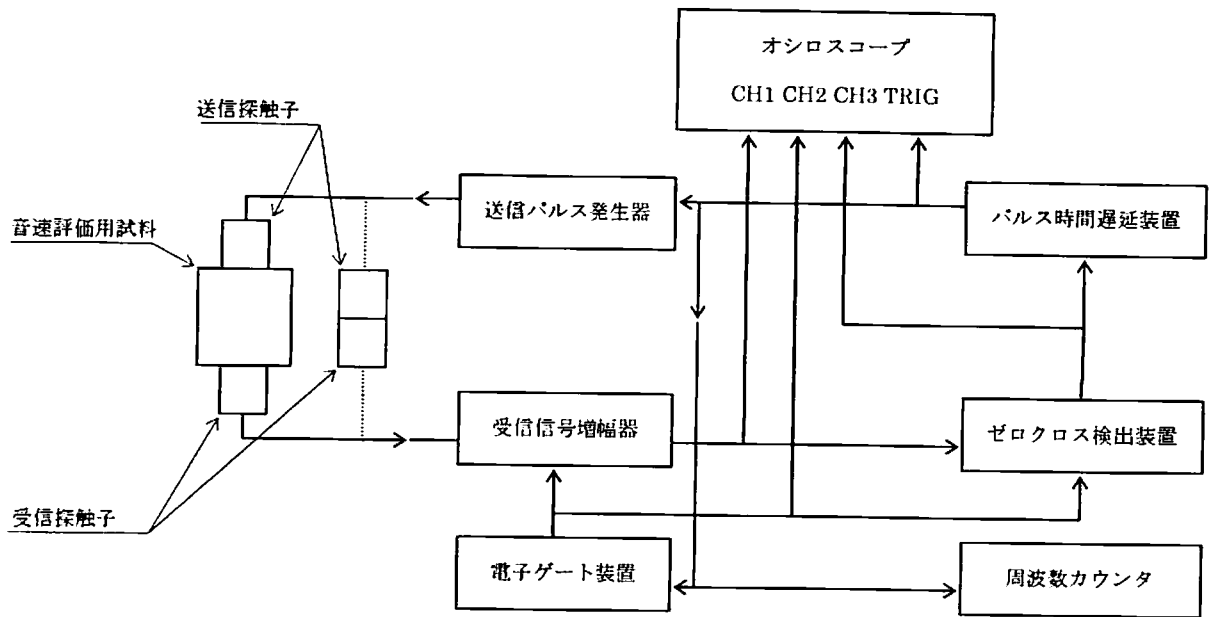 オシロスコープ
CH1 CH2 CH3 TRIG
送信探触子
送信パルス発生器
パルス時間遅延装置
音速評価用試料
受信信号増幅器
ゼロクロス検出装置
受信探触子
電子ゲート装置
周波数カウンタ